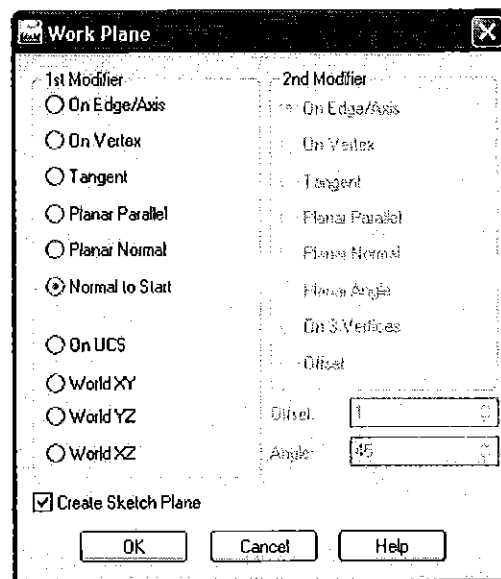 Work Plane
1st Modifier
On Edge/Axis
On Vertex
Tangent
Planar Parallel
Planar Normal
Normal to Start
On UCS
World XY
World YZ
World XZ
2nd Modifier
On Edge/Axis
On Vertex
Tangent
Planar Parallel
Planar Normal
Planar Angle
On 3 Vertices
Offset
Offset: 1
Angle: 45
Create Sketch Plane
OK Cancel Help